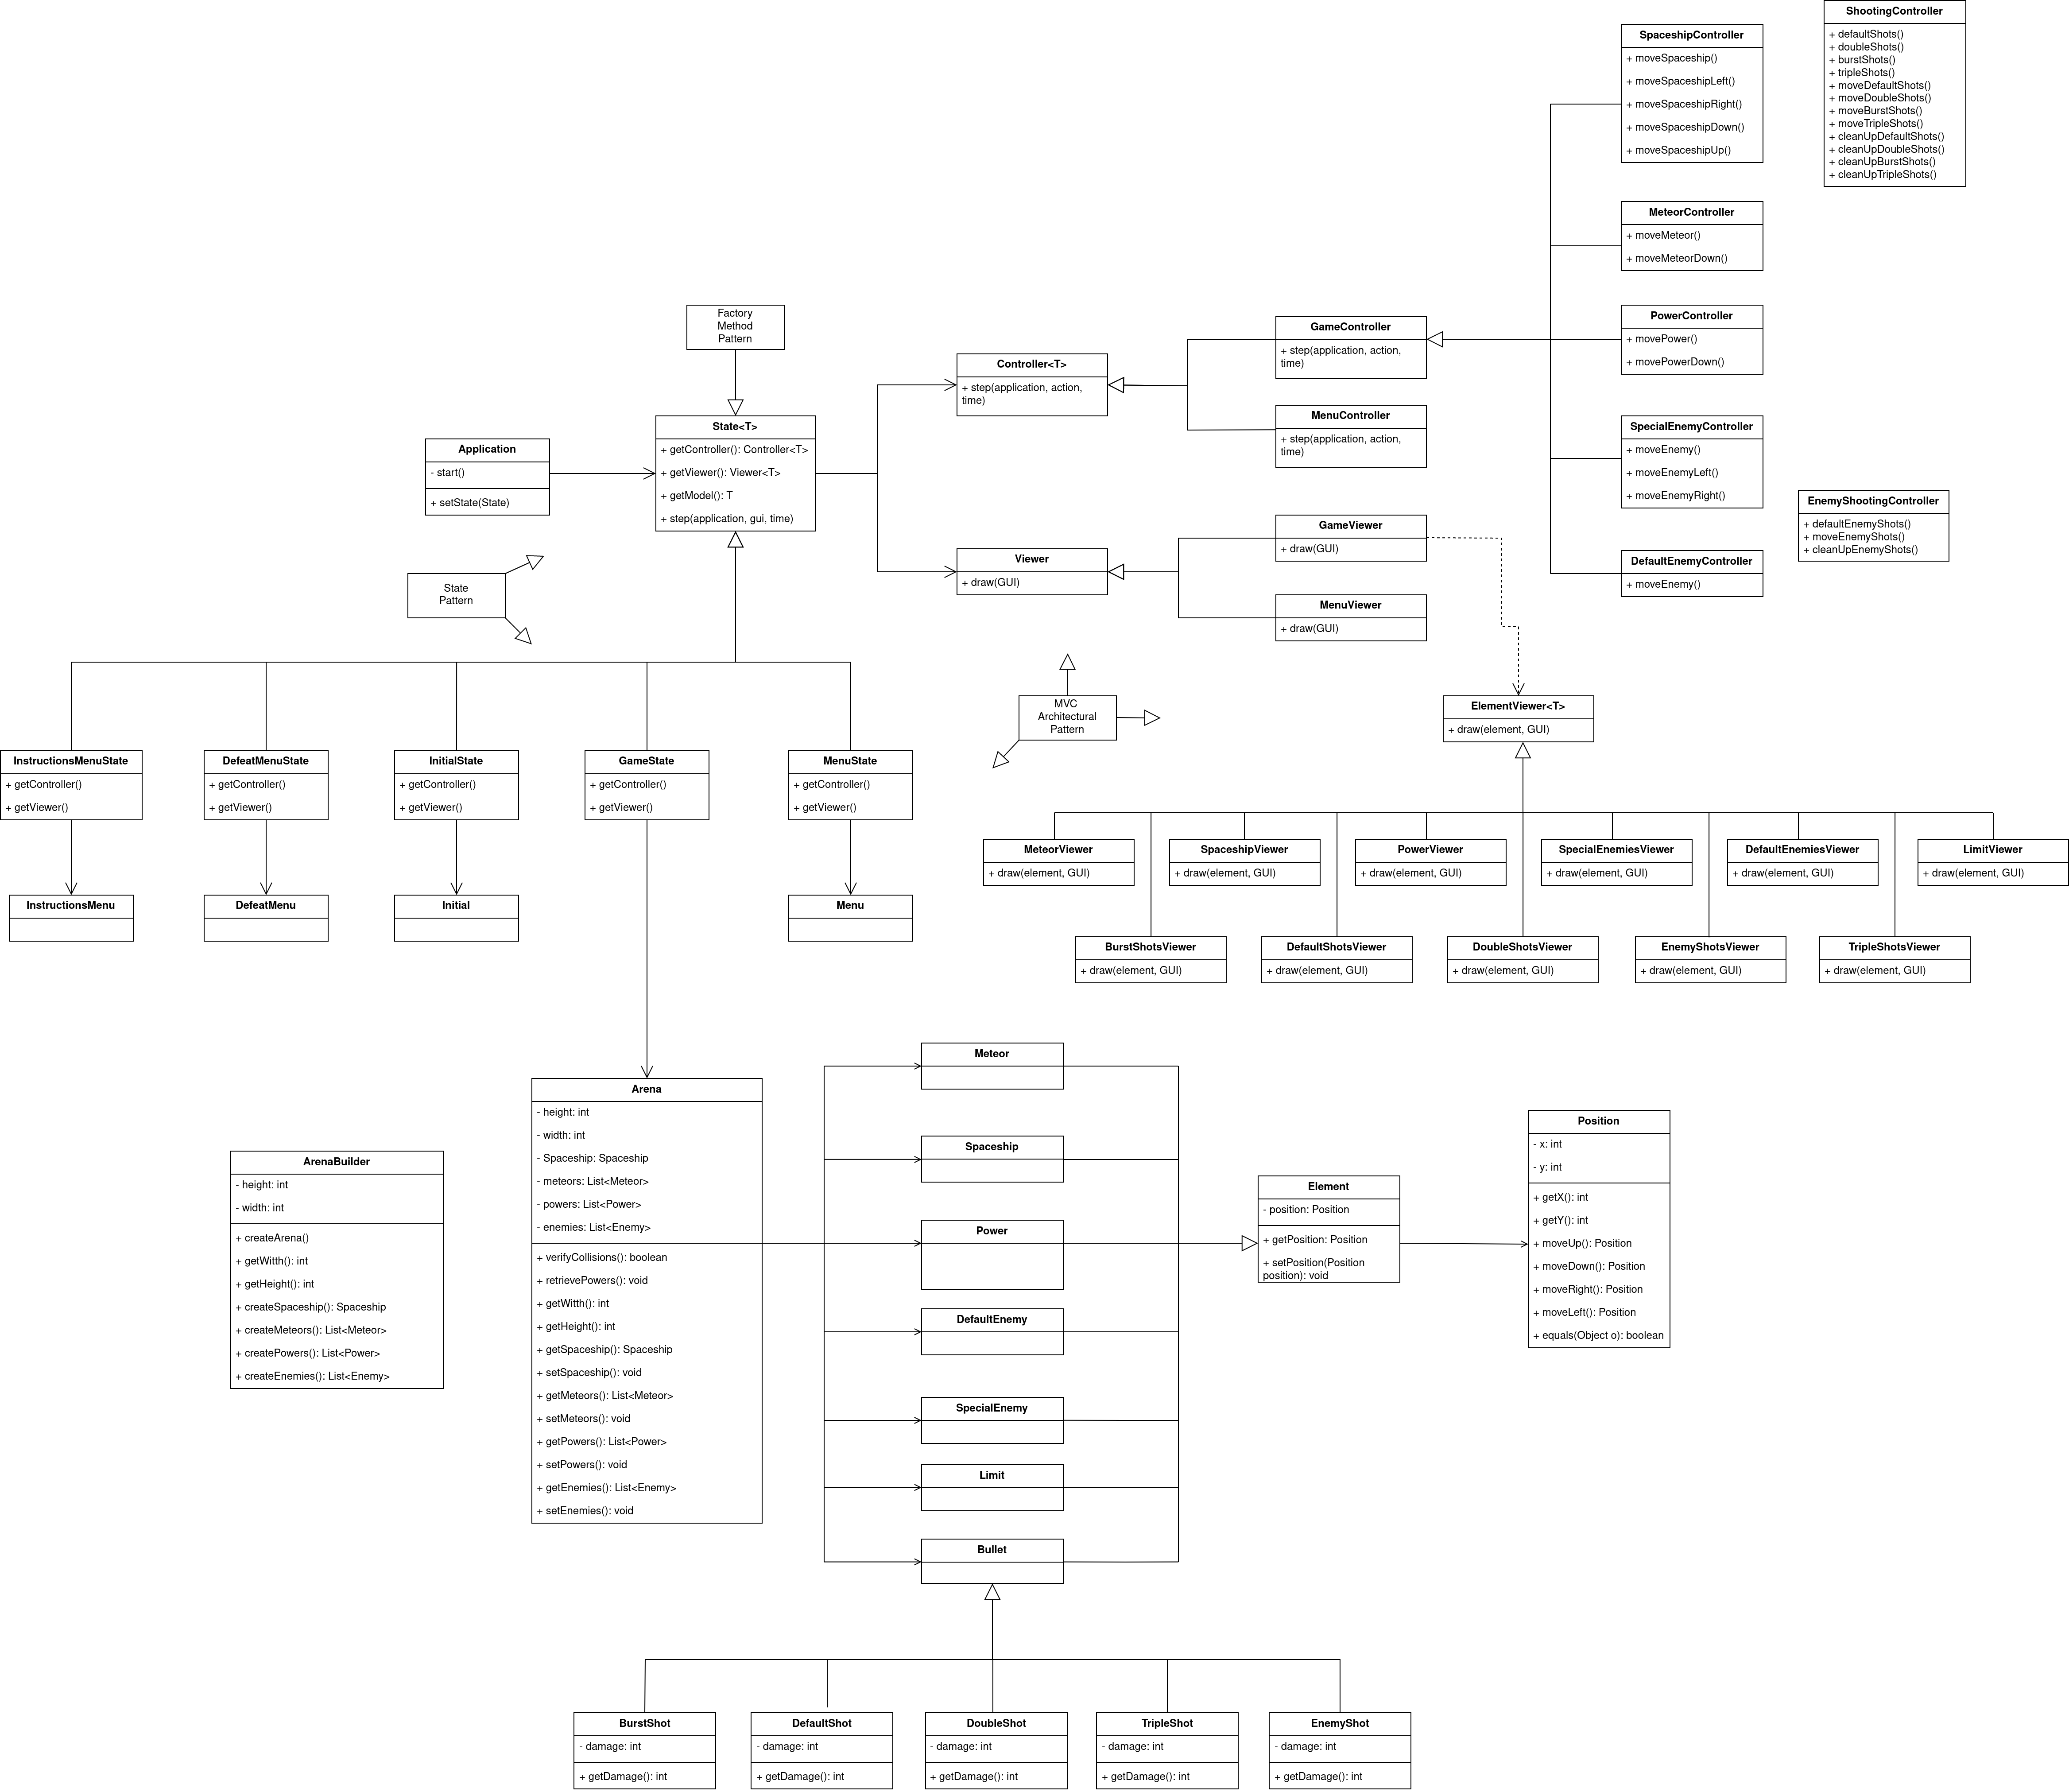 ShootingController
+ defaultShots()
+ doubleShots()
+ burstShots()
+ tripleShots()
+ moveDefaultShots()
+ moveDoubleShots()
+ moveBurstShots()
+ moveTripleShots()
+ cleanUpDefaultShots()
+ cleanUpDoubleShots()
+ cleanUpBurstShots()
+ cleanUpTripleShots()
SpaceshipController
+ moveSpaceship()
+ moveSpaceshipLeft()
+ moveSpaceshipRight()
+ moveSpaceshipDown()
+ moveSpaceshipUp()
MeteorController
+ moveMeteor()
+ moveMeteorDown()
Factory
Method
Pattern
GameController
+ step(application, action,
time)
PowerController
+ movePower()
+ movePowerDown()
Controller<T>
+ step(application, action,
time)
MenuController
+ step(application, action,
time)
SpecialEnemyController
+ moveEnemy()
+ moveEnemyLeft()
+ moveEnemyRight()
Application
- start()
+ setState(State)
State<T>
+ getController(): Controller<T>
+ getViewer(): Viewer<T>
+ getModel(): T
+ step(application, gui, time)
EnemyShootingController
+ defaultEnemyShots()
+ moveEnemyShots()
+ cleanUpEnemyShots()
GameViewer
+ draw(GUI)
Viewer
+ draw(GUI)
DefaultEnemyController
+ moveEnemy()
State
Pattern
MenuViewer
+ draw(GUI)
MVC
Architectural
Pattern
ElementViewer<T>
+ draw(element, GUI)
InstructionsMenuState
+ getController()
+ getViewer()
DefeatMenuState
+ getController()
+ getViewer()
InitialState
+ getController()
+ getViewer()
GameState
+ getController()
+ getViewer()
MenuState
+ getController()
+ getViewer()
MeteorViewer
+ draw(element, GUI)
SpaceshipViewer
+ draw(element, GUI)
PowerViewer
+ draw(element, GUI)
SpecialEnemiesViewer
+ draw(element, GUI)
DefaultEnemiesViewer
+ draw(element, GUI)
LimitViewer
+ draw(element, GUI)
InstructionsMenu
DefeatMenu
Initial
Menu
BurstShotsViewer
+ draw(element, GUI)
DefaultShotsViewer
+ draw(element, GUI)
DoubleShotsViewer
+ draw(element, GUI)
EnemyShotsViewer
+ draw(element, GUI)
TripleShotsViewer
+ draw(element, GUI)
ArenaBuilder
- height: int
- width: int
+ createArena()
+ getWitth(): int
+ getHeight(): int
+ createSpaceship(): Spaceship
+ createMeteors(): List<Meteor>
+ createPowers(): List<Power>
+ createEnemies(): List<Enemy>
Arena
- height: int
- width: int
- Spaceship: Spaceship
- meteors: List<Meteor>
- powers: List<Power>
- enemies: List<Enemy>
+ verifyCollisions(): boolean
+ retrievePowers(): void
+ getWitth(): int
+ getHeight(): int
+ getSpaceship(): Spaceship
+ setSpaceship(): void
+ getMeteors(): List<Meteor>
+ setMeteors(): void
+ getPowers(): List<Power>
+ setPowers(): void
+ getEnemies(): List<Enemy>
+ setEnemies(): void
Meteor
Spaceship
Power
DefaultEnemy
SpecialEnemy
Limit
Bullet
Element
- position: Position
+ getPosition: Position
+ setPosition(Position
position): void
Position
- x: int
- y: int
+ getX(): int
+ getY(): int
+ moveUp(): Position
+ moveDown(): Position
+ moveRight(): Position
+ moveLeft(): Position
+ equals(Object o): boolean
BurstShot
- damage: int
+ getDamage(): int
DefaultShot
- damage: int
+ getDamage(): int
DoubleShot
- damage: int
+ getDamage(): int
TripleShot
- damage: int
+ getDamage(): int
EnemyShot
- damage: int
+ getDamage(): int